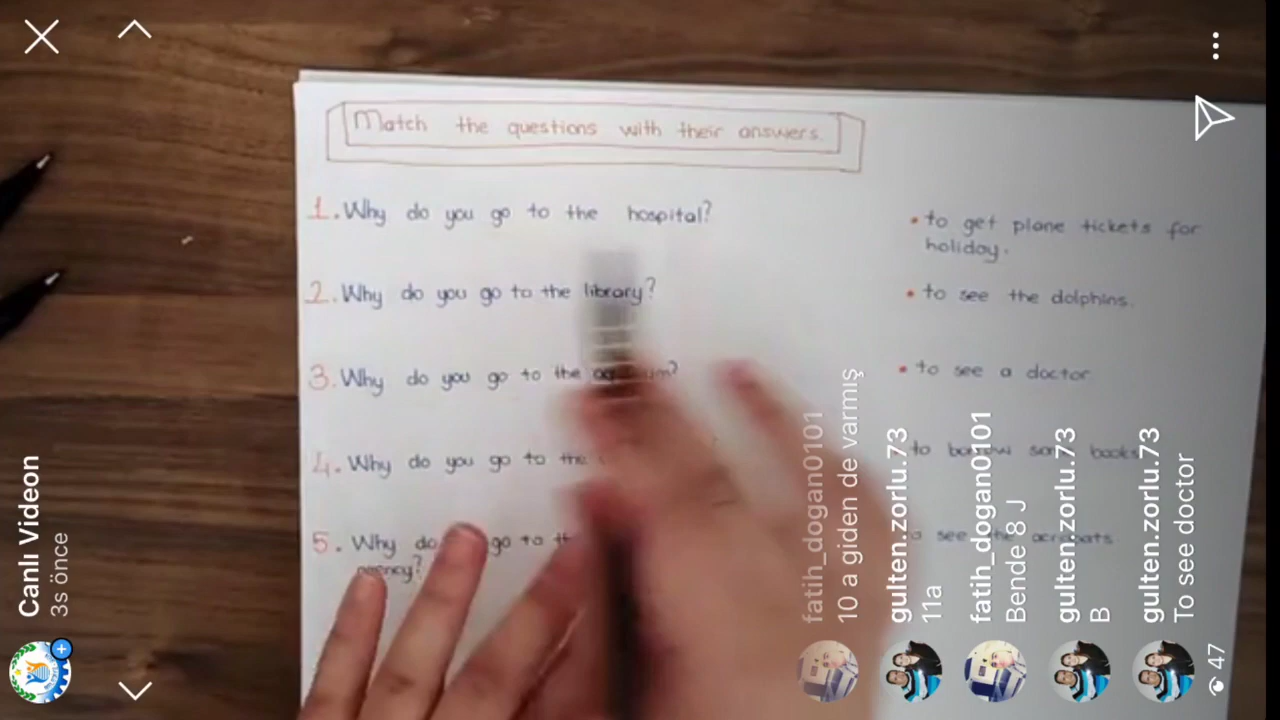 Match the questions with their answers.
1. Why do you go to the hospital?
2. Why do you go to the library?
3. Why do you go to the
4. Why do you go to the
5. Why do go to
agency?
• to get plane tickets for
holiday.
• to see the dolphins.
• to see a doctor
to borrow some books
to see the acrobats
Canlı Videon
3s önce
fatih_dogan0101
10 a giden de varmış
gulten.zorlu.73
11a
fatih_dogan0101
Bende 8 J
gulten.zorlu.73
B
gulten.zorlu.73
To see doctor
47